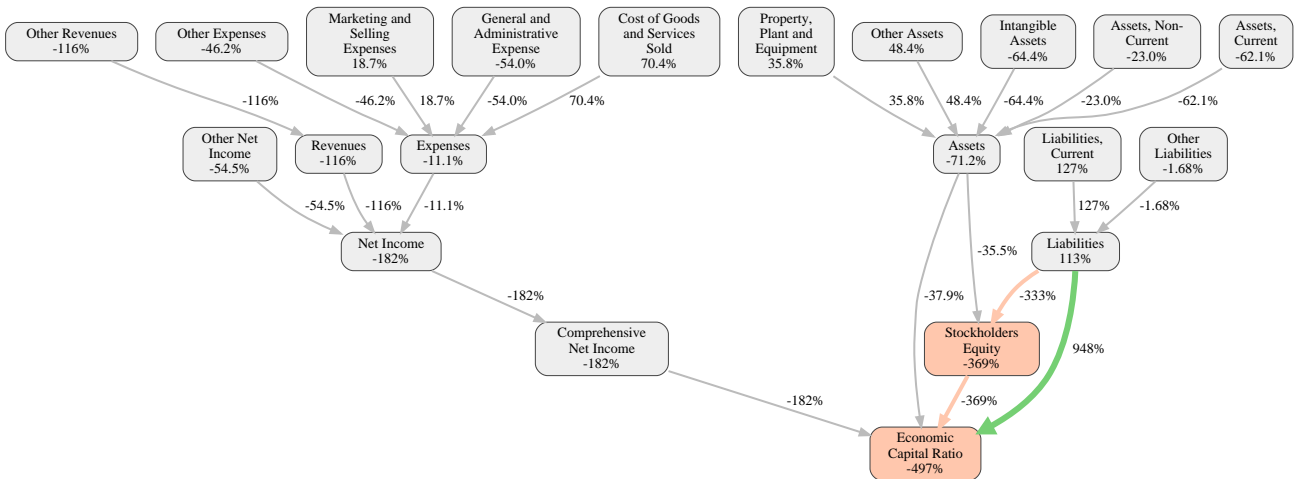 Other Revenues
-116%
Other Expenses
-46.2%
Marketing and
Selling
Expenses
18.7%
General and
Administrative
Expense
-54.0%
Cost of Goods
and Services
Sold
70.4%
Property,
Plant and
Equipment
35.8%
Other Assets
48.4%
Intangible
Assets
-64.4%
Assets, Non-
Current
-23.0%
Assets,
Current
-62.1%
-116%
-46.2%
18.7%
-54.0%
70.4%
35.8%
48.4%
-64.4%
-23.0%
-62.1%
Other Net
Income
-54.5%
Revenues
-116%
Expenses
-11.1%
Assets
-71.2%
Liabilities,
Current
127%
Other
Liabilities
-1.68%
-54.5%
-116%
-11.1%
127%
-1.68%
Net Income
-182%
-35.5%
Liabilities
113%
-182%
-37.9%
-333%
Comprehensive
Net Income
-182%
Stockholders
Equity
-369%
948%
-182%
-369%
Economic
Capital Ratio
-497%